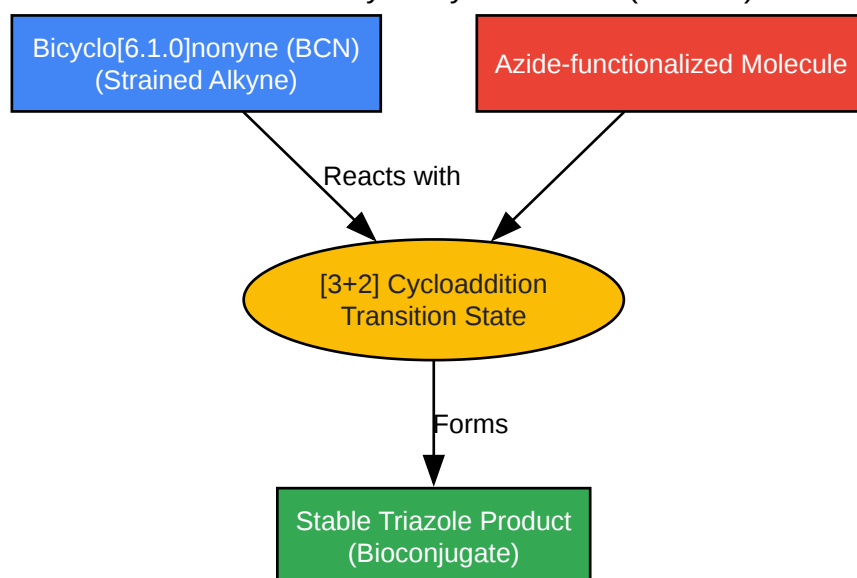 Bicyclo[6.1.0]nonyne (BCN)
(Strained Alkyne)
Azide-functionalized Molecule
Reacts with
[3+2] Cycloaddition
Transition State
Forms
Stable Triazole Product
(Bioconjugate)